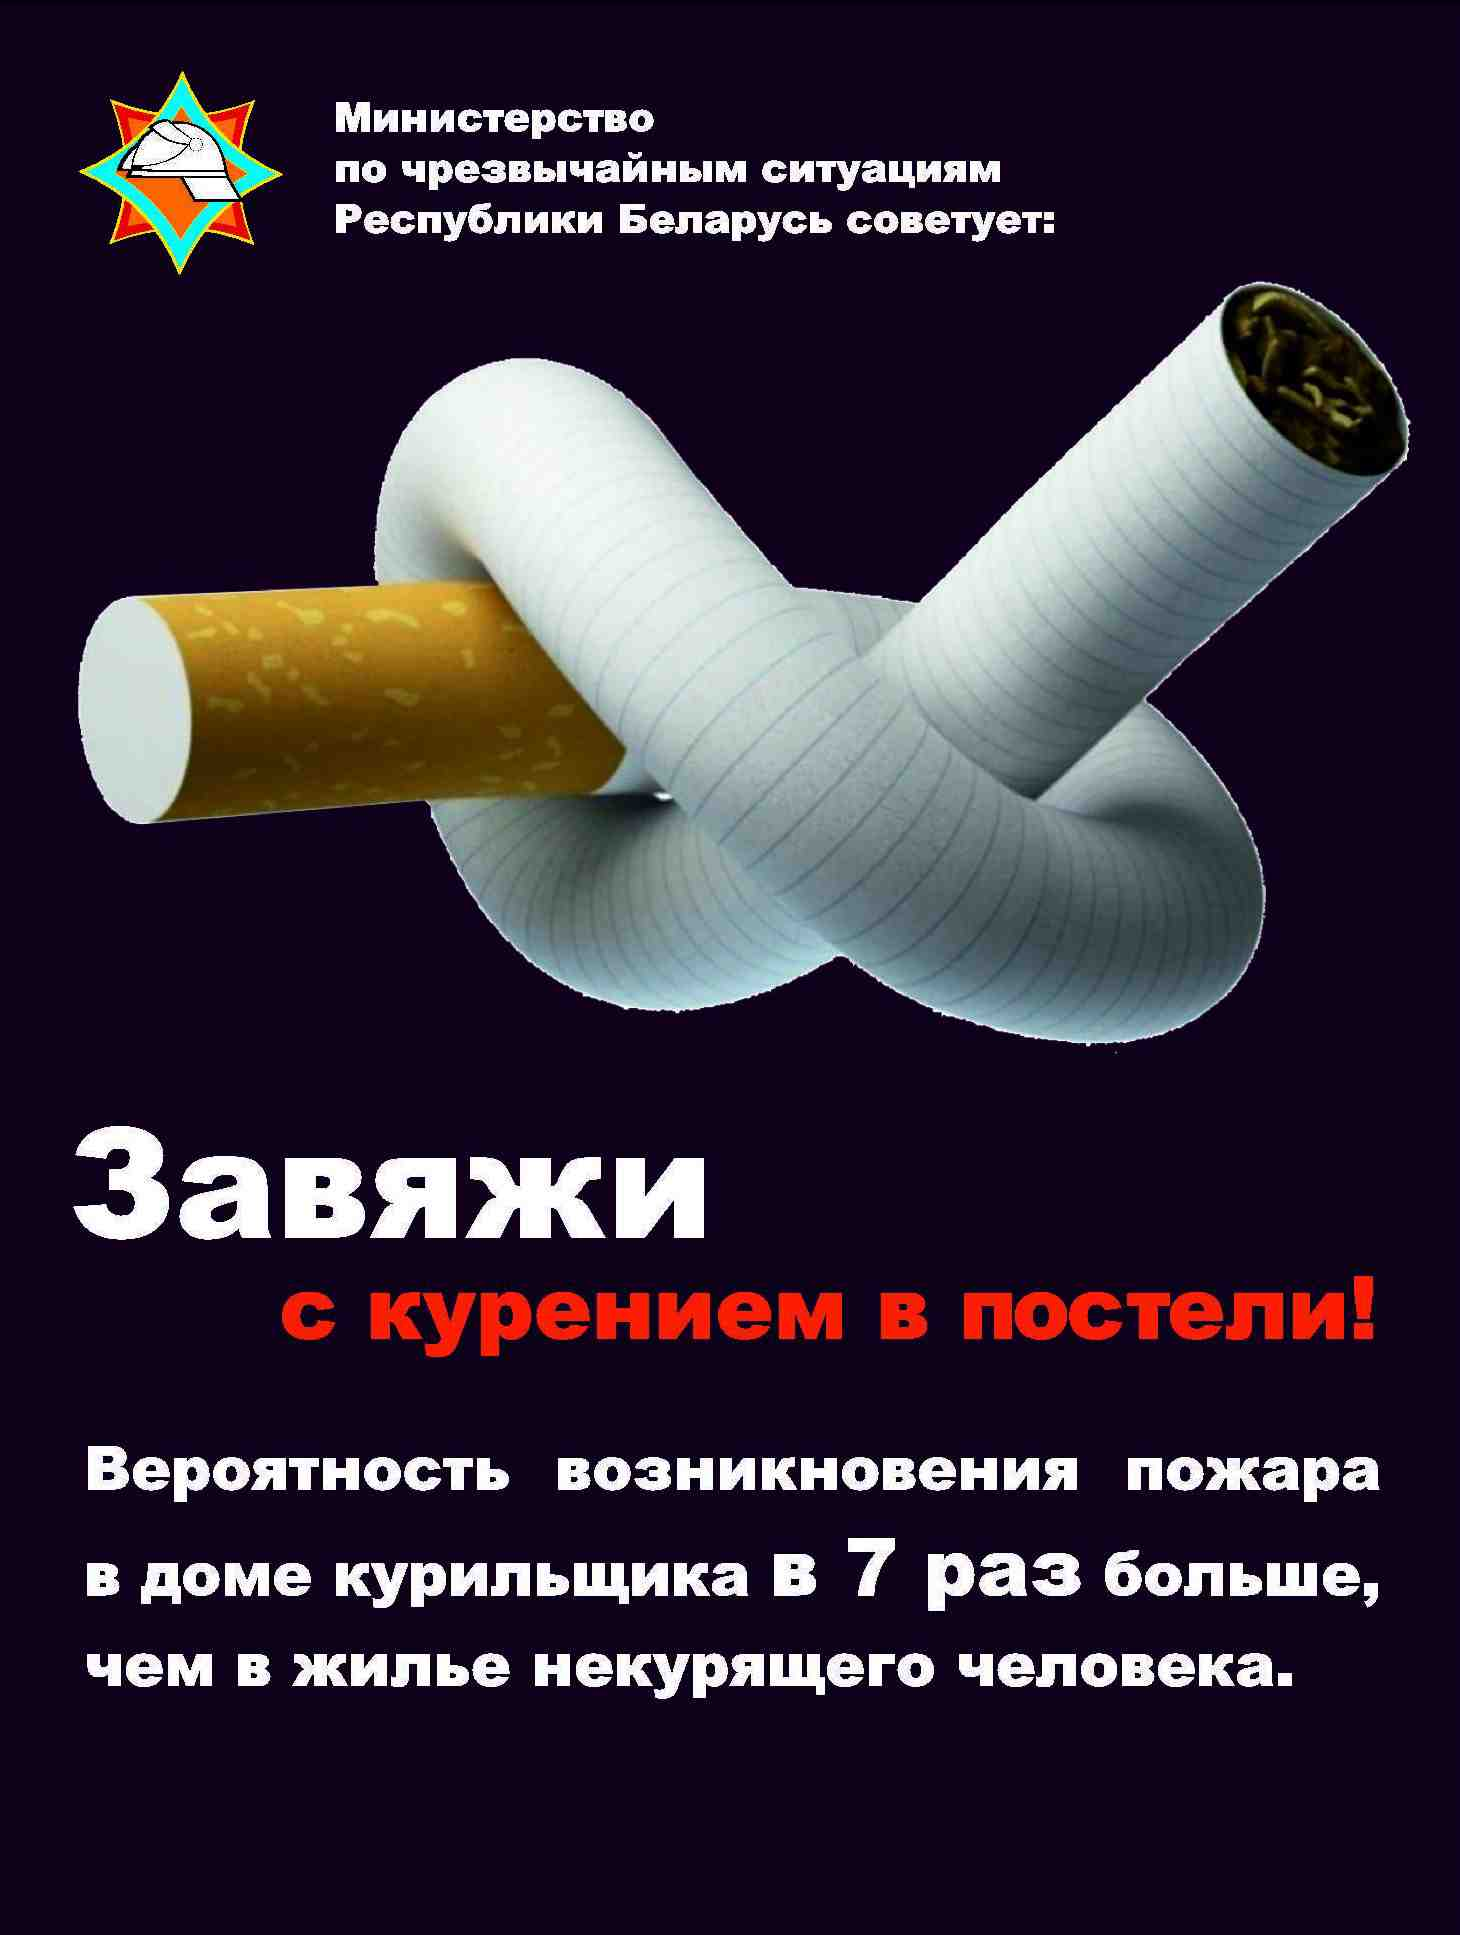 Министерство
по чрезвычайным ситуациям
Республики Беларусь советует:
Завяжи
с курением в постели!
Вероятность возникновения пожара
в доме курильщика в 7 раз больше,
чем в жилье некурящего человека.